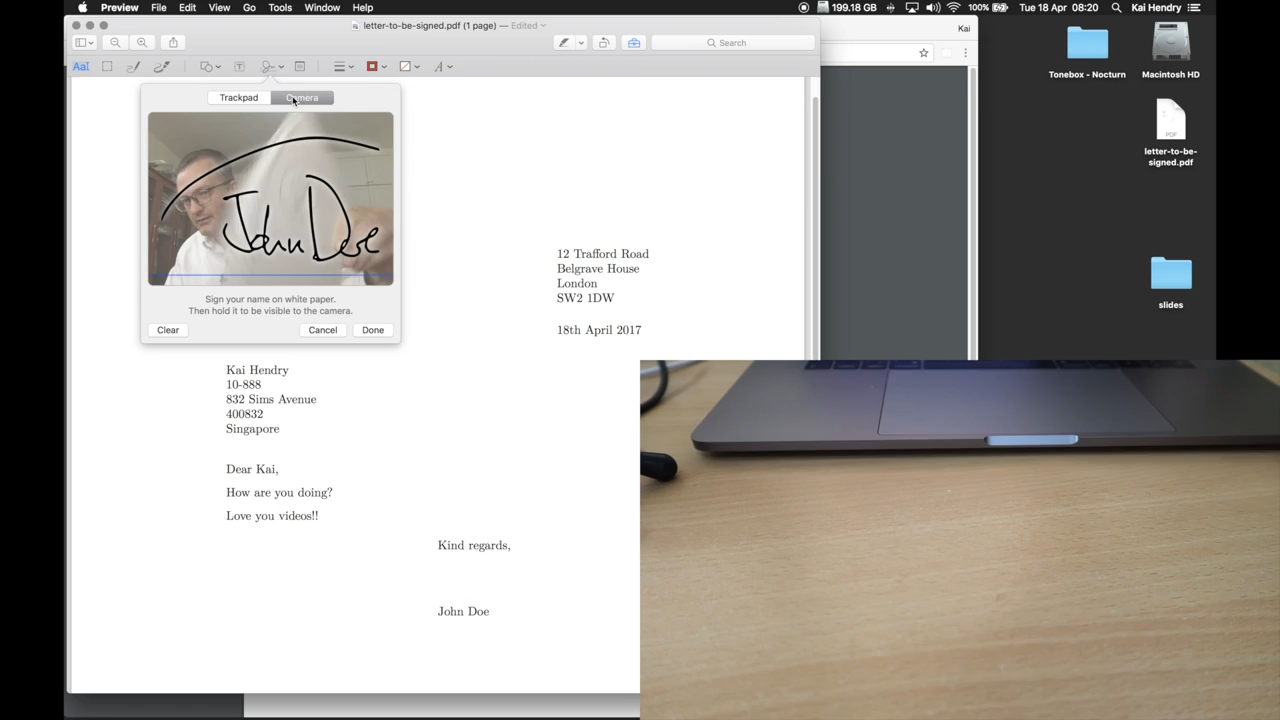 Preview File Edit View Go Tools Window Help
199.18 GB 100% Tue 18 Apr 08:20 Kai Hendry
letter-to-be-signed.pdf (1 page) — Edited
Search
Kai
AaI
A
Trackpad Camera
John Doe
Sign your name on white paper.
Then hold it to be visible to the camera.
Clear Cancel Done
12 Trafford Road
Belgrave House
London
SW2 1DW
18th April 2017
Kai Hendry
10-888
832 Sims Avenue
400832
Singapore
Dear Kai,
How are you doing?
Love you videos!!
Kind regards,
John Doe
Tonebox - Nocturn
Macintosh HD
PDF
letter-to-be-
signed.pdf
slides